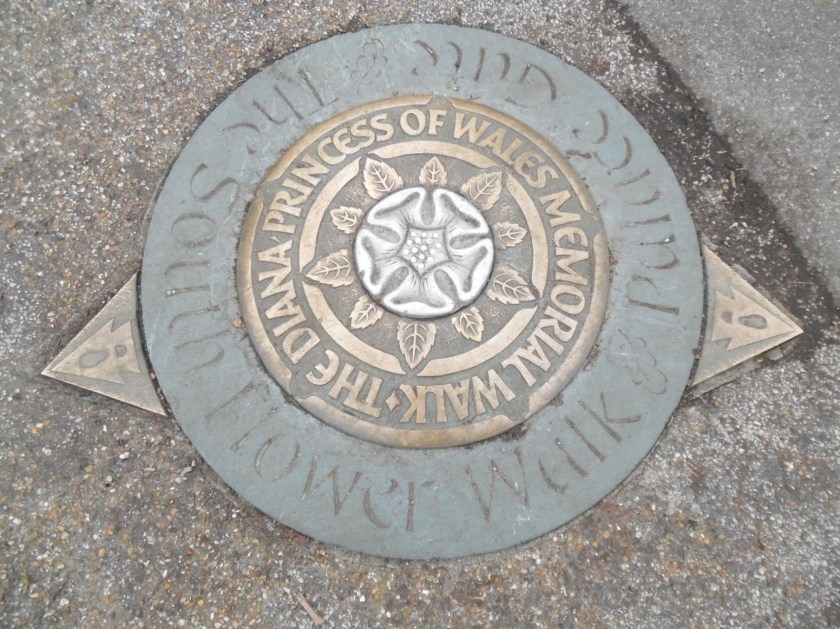 THE DIANA · PRINCESS OF WALES MEMORIAL WALK ·
The South Flower Walk